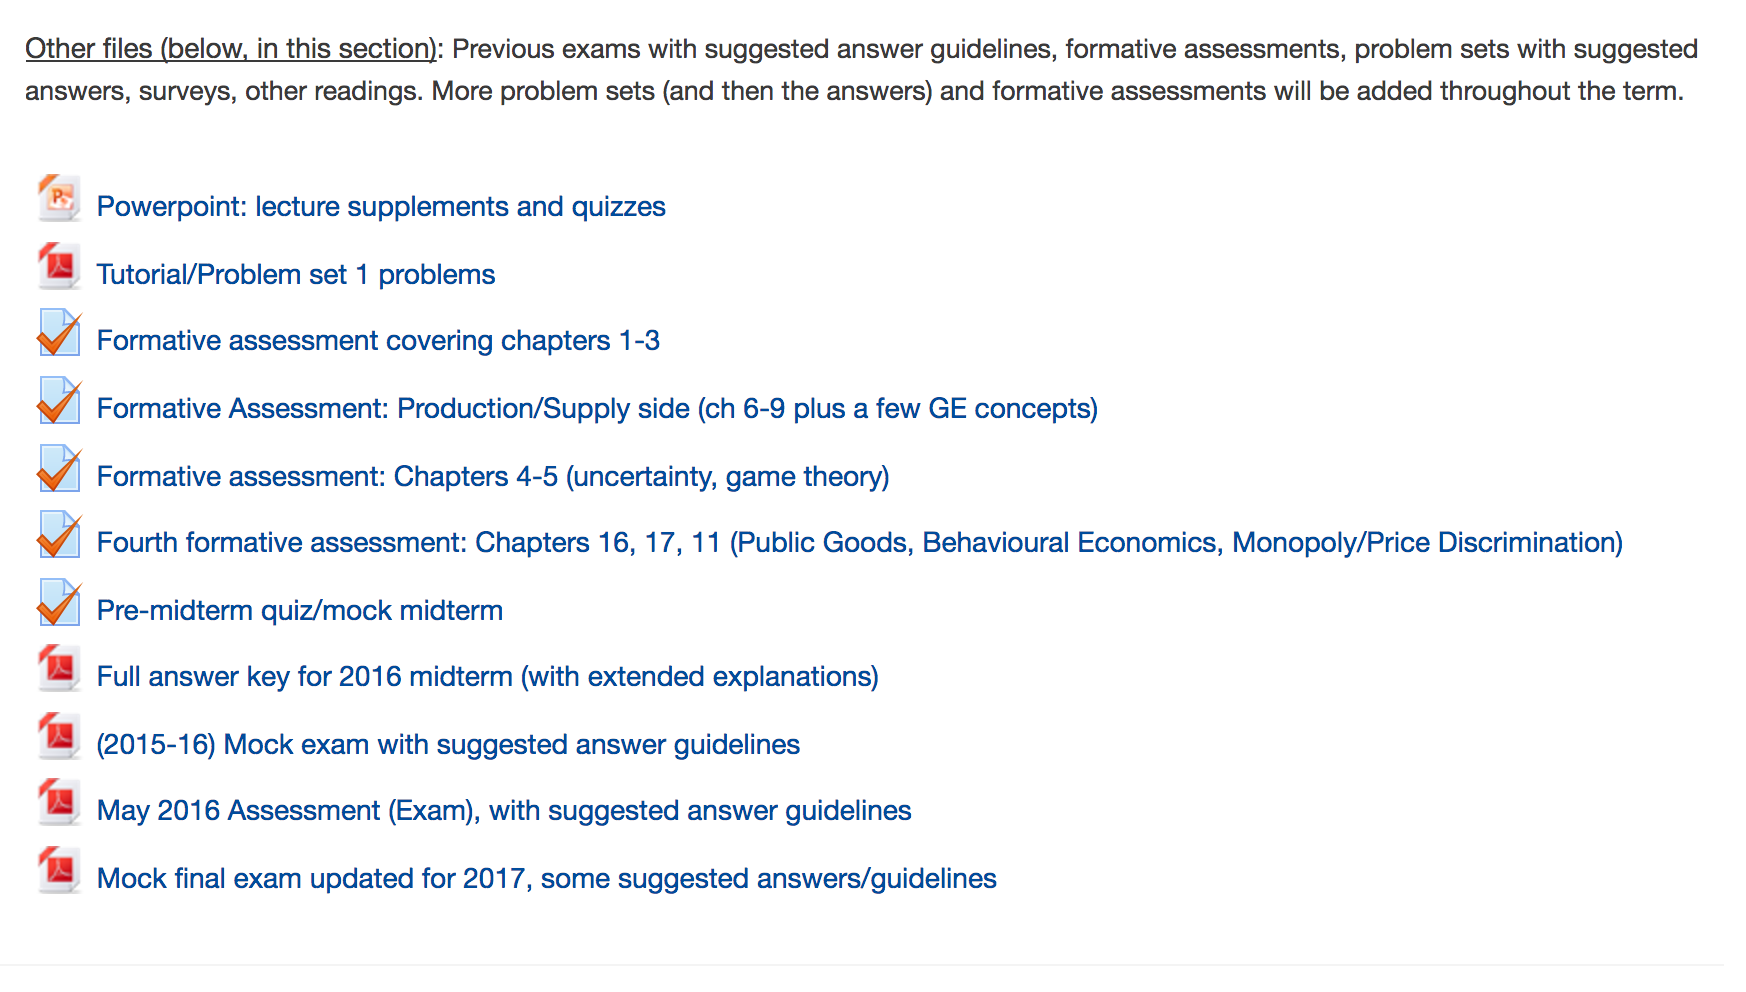 Other files (below, in this section): Previous exams with suggested answer guidelines, formative assessments, problem sets with suggested
answers, surveys, other readings. More problem sets (and then the answers) and formative assessments will be added throughout the term.
Powerpoint: lecture supplements and quizzes
Tutorial/Problem set 1 problems
Formative assessment covering chapters 1-3
Formative Assessment: Production/Supply side (ch 6-9 plus a few GE concepts)
Formative assessment: Chapters 4-5 (uncertainty, game theory)
Fourth formative assessment: Chapters 16, 17, 11 (Public Goods, Behavioural Economics, Monopoly/Price Discrimination)
Pre-midterm quiz/mock midterm
Full answer key for 2016 midterm (with extended explanations)
(2015-16) Mock exam with suggested answer guidelines
May 2016 Assessment (Exam), with suggested answer guidelines
Mock final exam updated for 2017, some suggested answers/guidelines